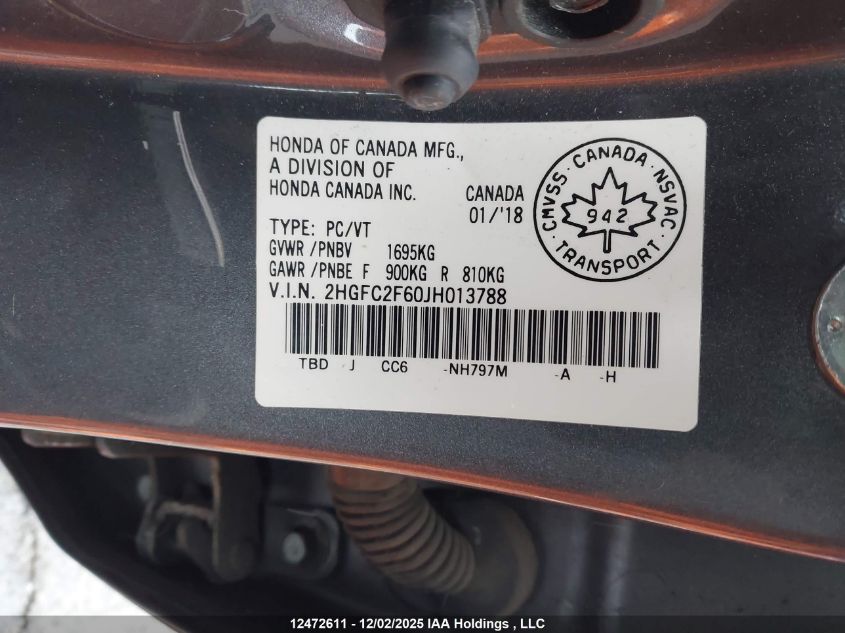 HONDA OF CANADA MFG.,
A DIVISION OF
HONDA CANADA INC.
CANADA
01/'18
TYPE: PC/VT
GVWR /PNBV 1695KG
GAWR /PNBE F 900KG R 810KG
V.I.N. 2HGFC2F60JH013788
TBD J CC6 -NH797M -A -H
CMVSS · CANADA · NSVAC
942
· TRANSPORT ·
12472611 - 12/02/2025 IAA Holdings , LLC